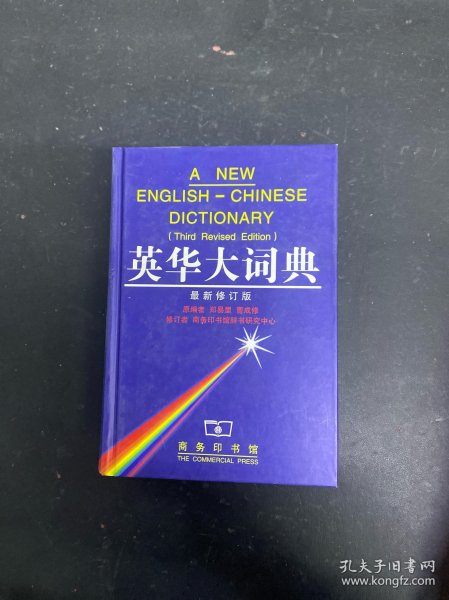 A NEW
ENGLISH – CHINESE
DICTIONARY
(Third Revised Edition)
英华大词典
最新修订版
原编者 郑易里 曹成修
修订者 商务印书馆辞书研究中心
商务印书馆
THE COMMERCIAL PRESS
孔夫子旧书网
www.kongfz.com